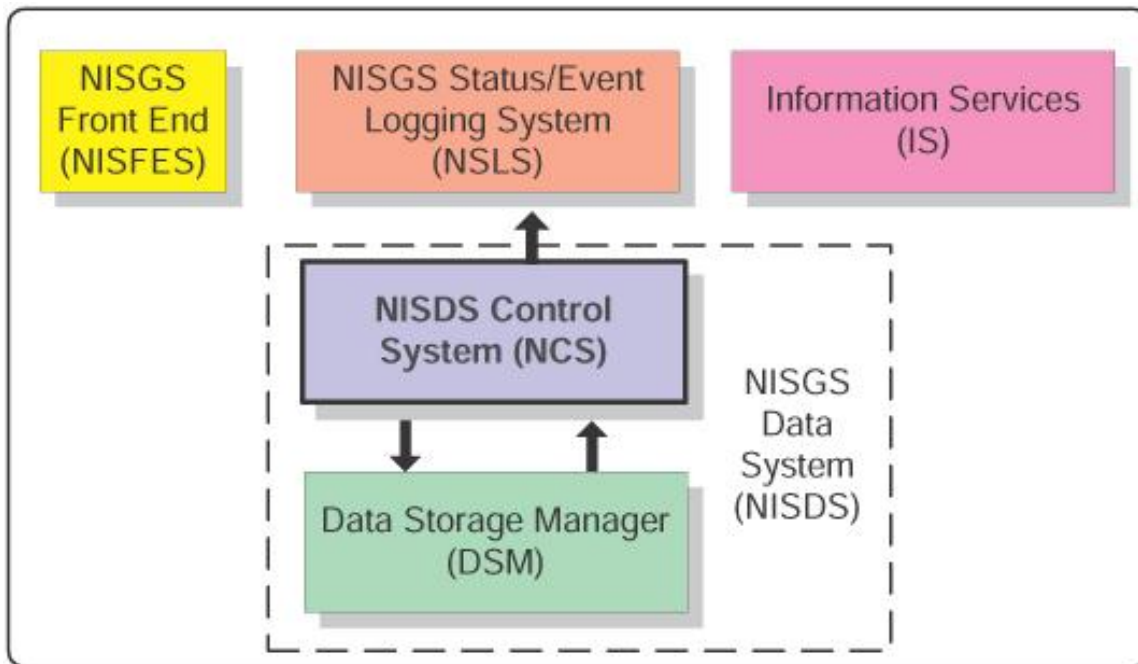 NISGS
Front End
(NISFES)
NISGS Status/Event
Logging System
(NSLS)
Information Services
(IS)
NISDS Control
System (NCS)
NISGS
Data
System
(NISDS)
Data Storage Manager
(DSM)